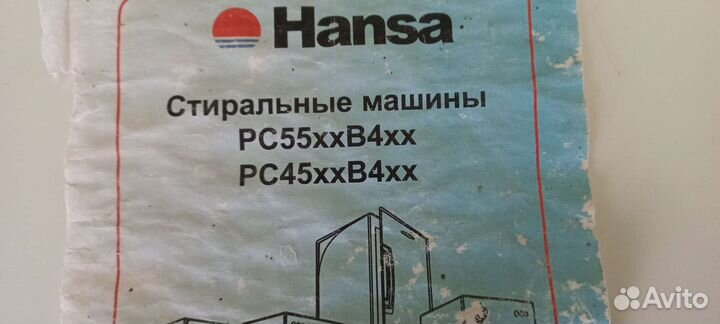 Hansa
Стиральные машины
PC55xxB4xx
PC45xxB4xx
Avito